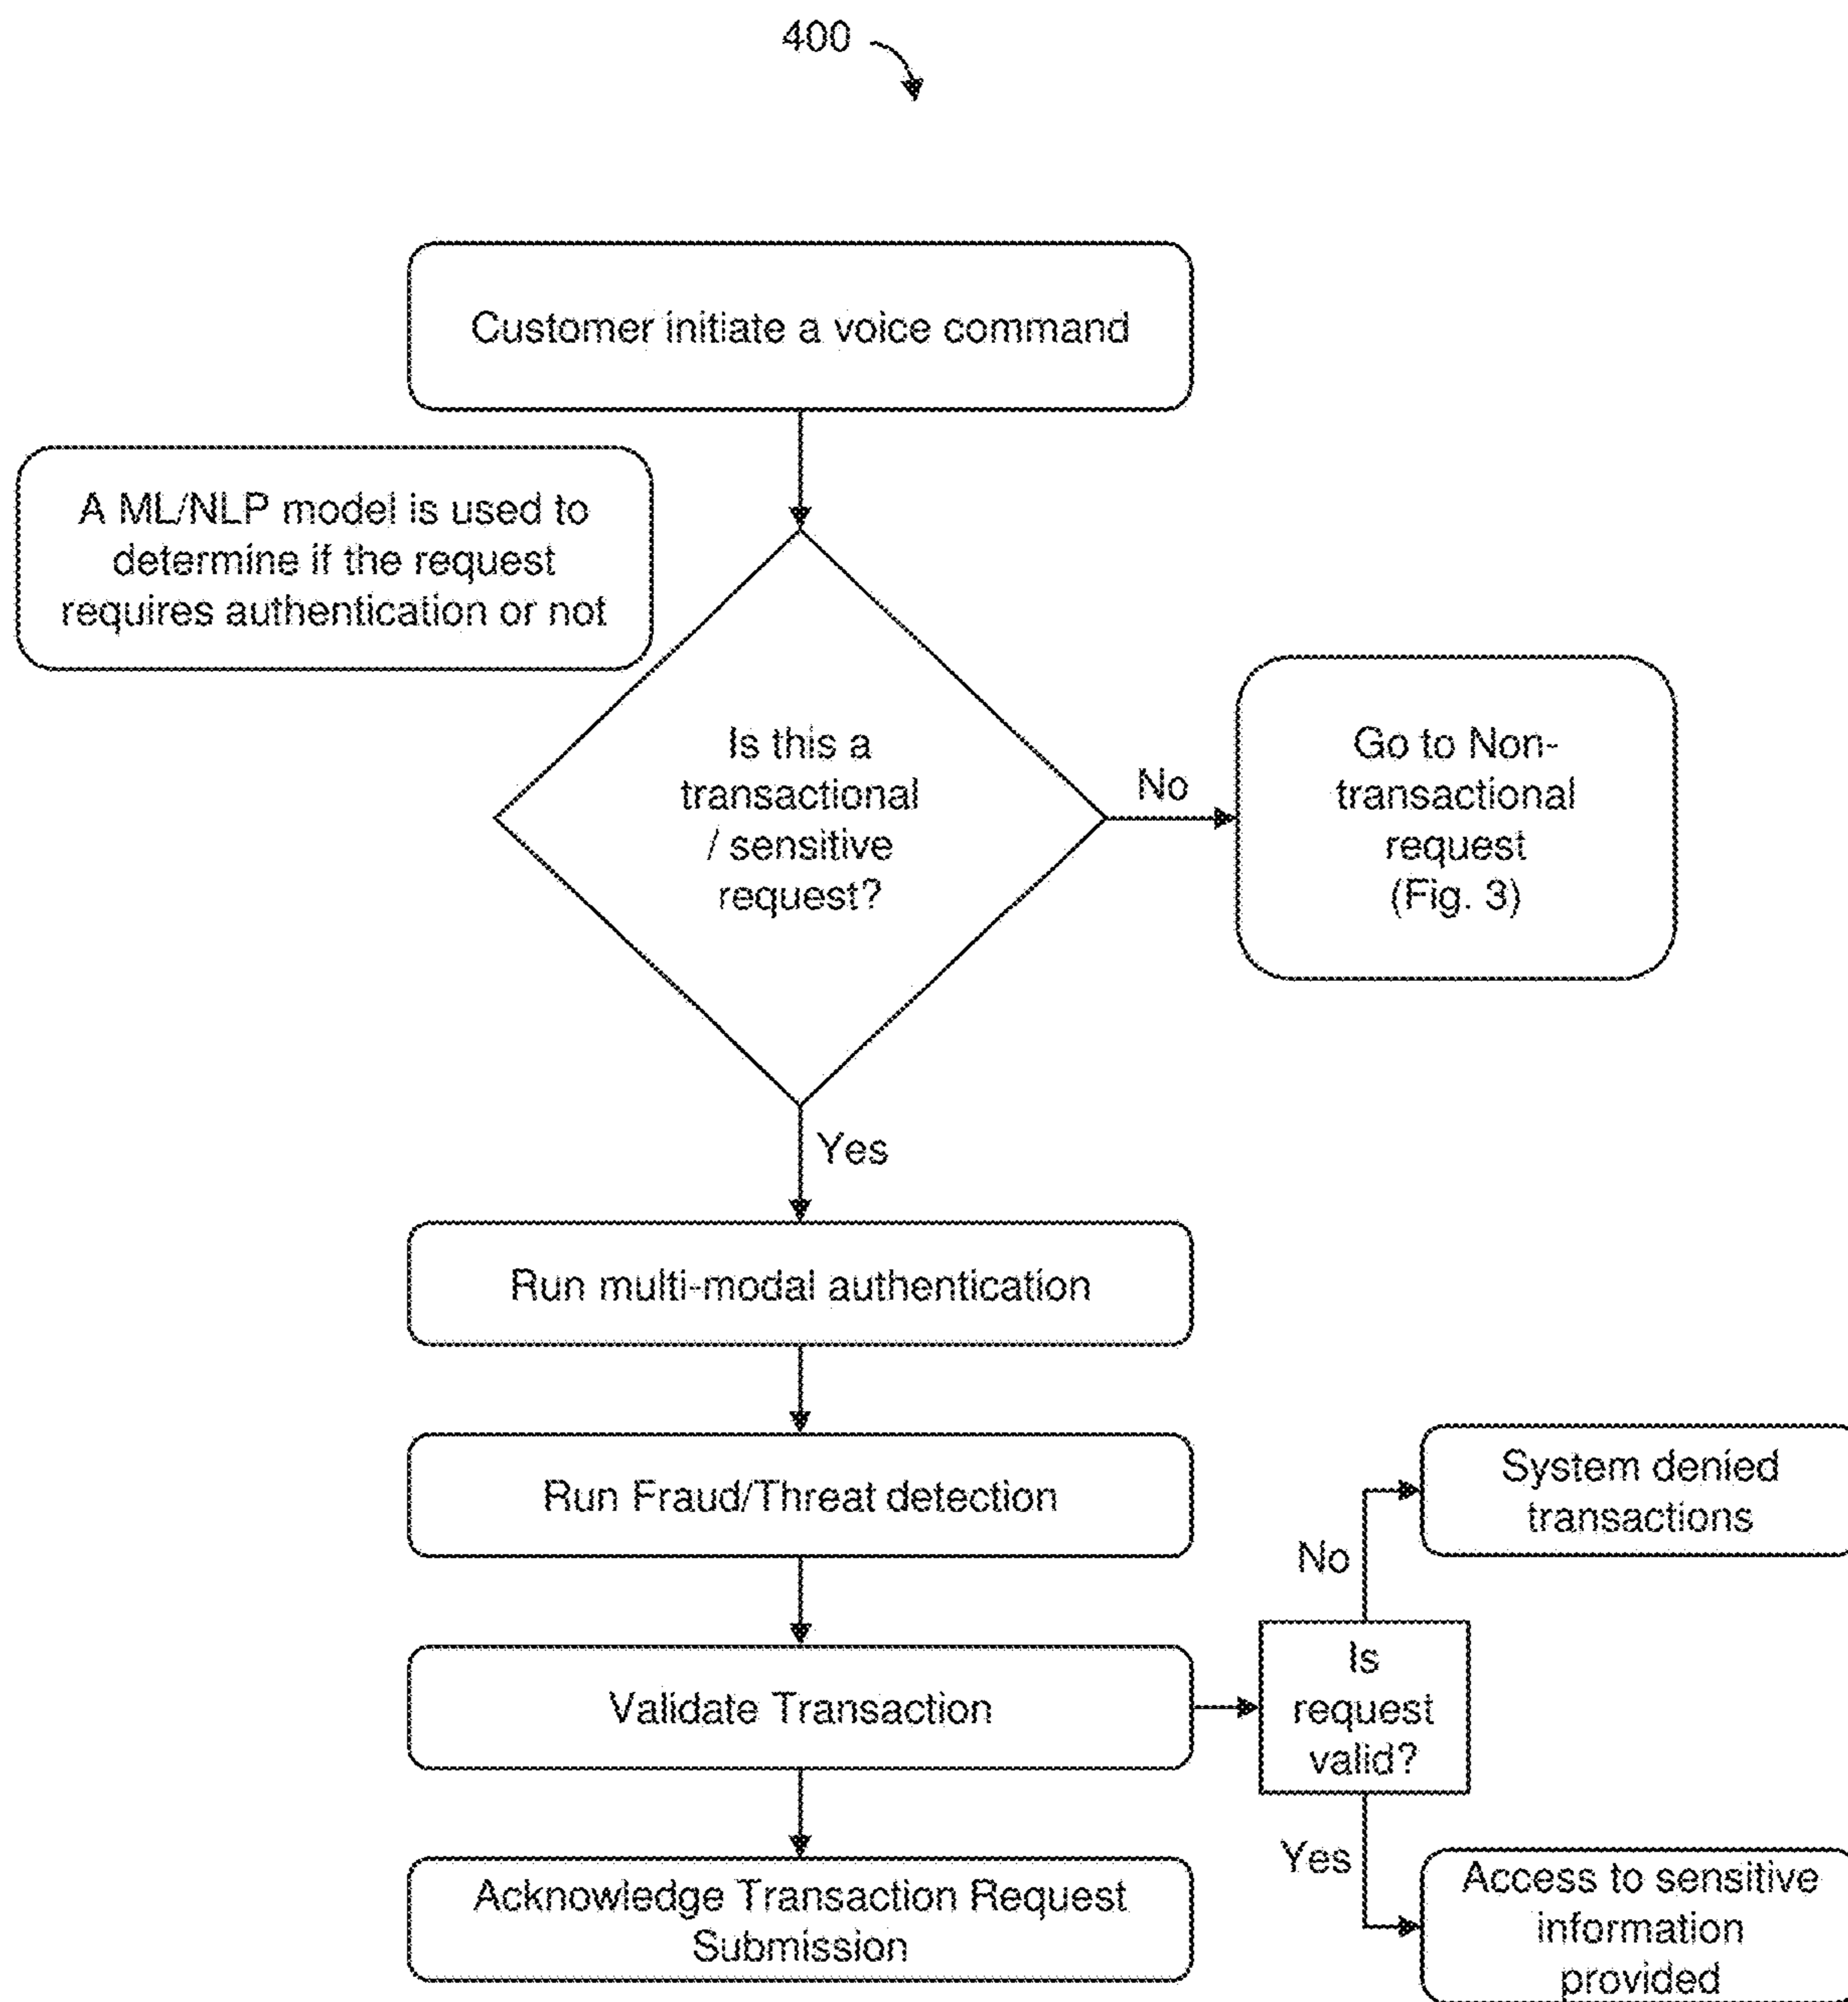 400
Customer initiate a voice command
A ML/NLP model is used to
determine if the request
requires authentication or not
Is this a
transactional
/ sensitive
request?
No
Go to Non-
transactional
request
(Fig. 3)
Yes
Run multi-modal authentication
Run Fraud/Threat detection
System denied
transactions
No
Validate Transaction
Is
request
valid?
Yes
Acknowledge Transaction Request
Submission
Access to sensitive
information
provided